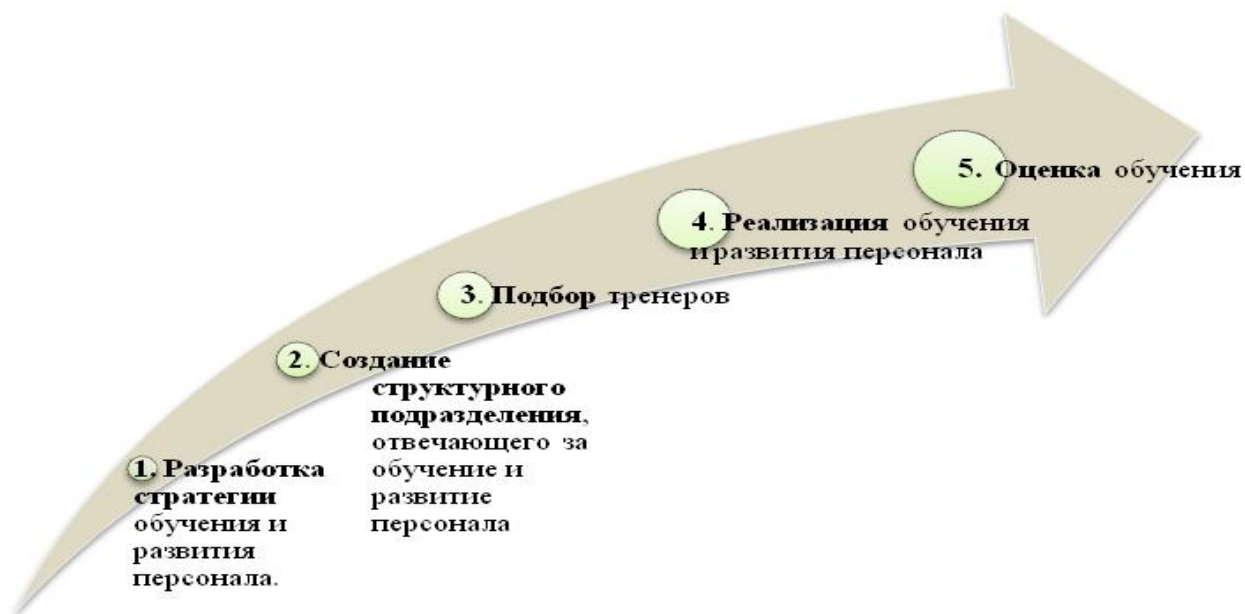 1. Разработка
стратегии
обучения и
развития
персонала.
2. Создание
структурного
подразделения,
отвечающего за
обучение и
развитие
персонала
3. Подбор тренеров
4. Реализация обучения
и развития персонала
5. Оценка обучения